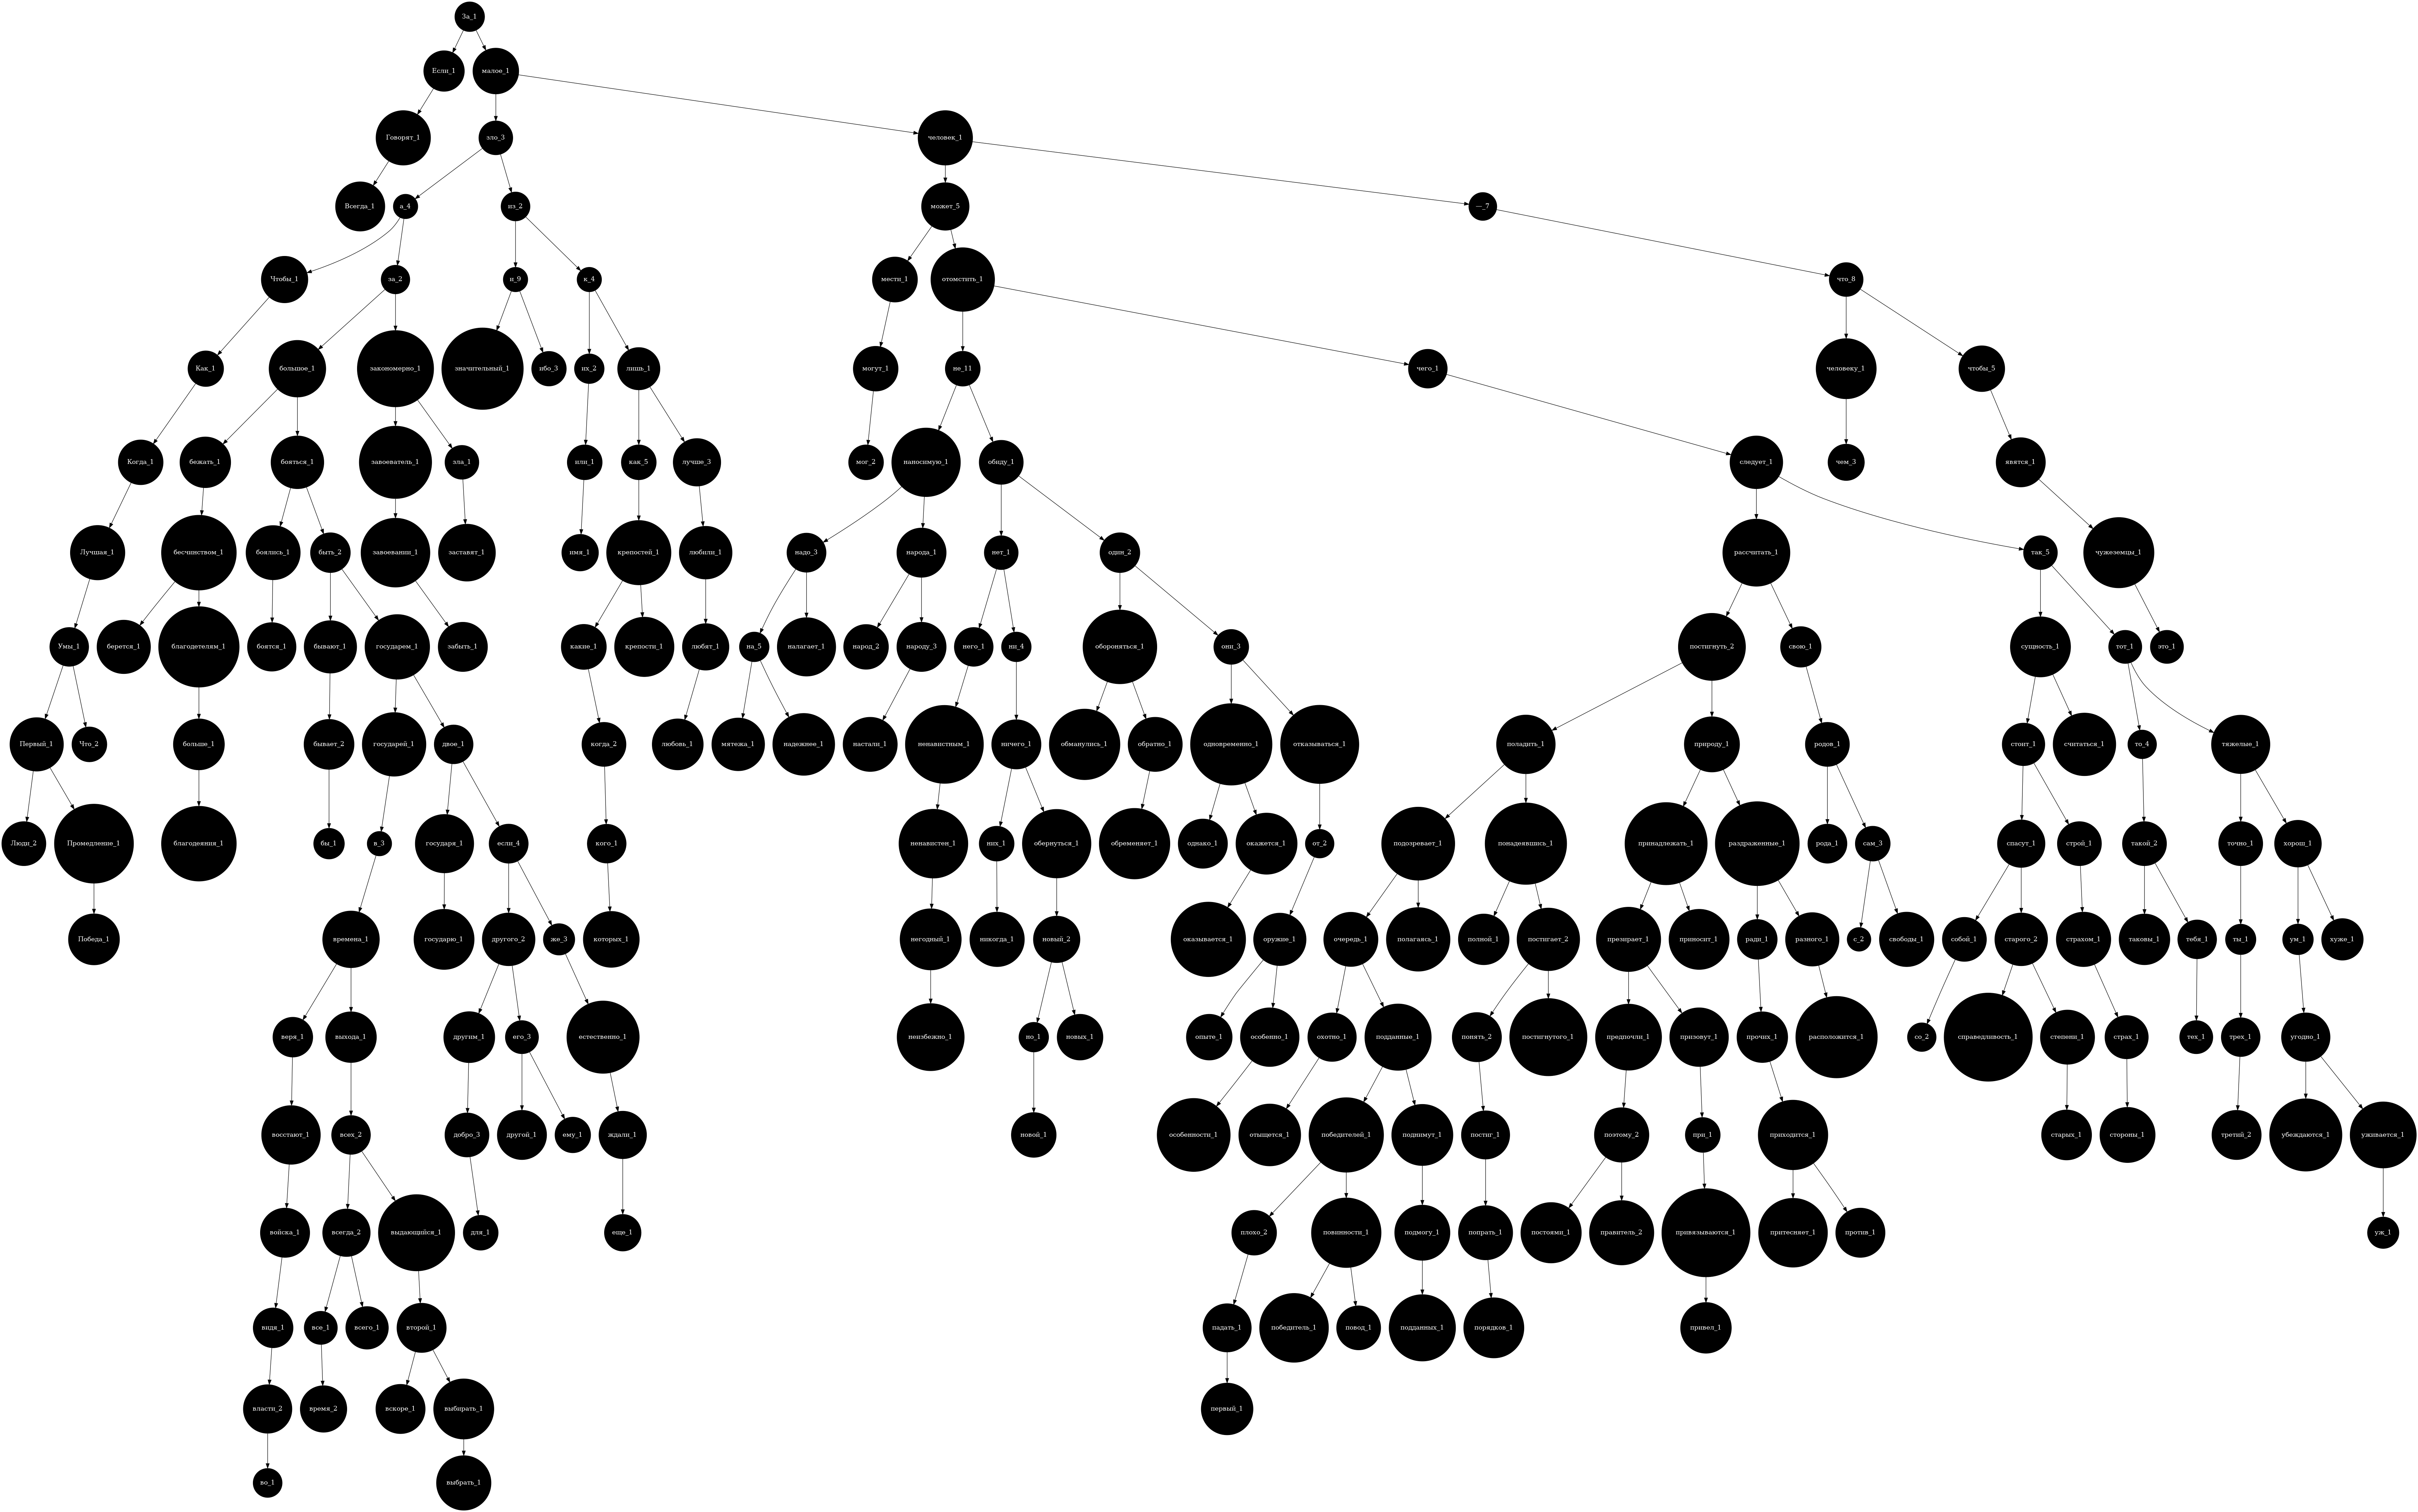 За_1
Если_1
малое_1
Говорят_1
зло_3
человек_1
Всегда_1
а_4
из_2
может_5
—_7
Чтобы_1
за_2
и_9
к_4
мести_1
отомстить_1
что_8
Как_1
большое_1
закономерно_1
значительный_1
ибо_3
их_2
лишь_1
могут_1
не_11
чего_1
человеку_1
чтобы_5
Когда_1
бежать_1
бояться_1
завоеватель_1
зла_1
или_1
как_5
лучше_3
мог_2
наносимую_1
обиду_1
следует_1
чем_3
явятся_1
Лучшая_1
бесчинством_1
боялись_1
быть_2
завоевании_1
заставят_1
имя_1
крепостей_1
любили_1
надо_3
народа_1
нет_1
один_2
рассчитать_1
так_5
чужеземцы_1
Умы_1
берется_1
благодетелям_1
боятся_1
бывают_1
государем_1
забыть_1
какие_1
крепости_1
любят_1
на_5
налагает_1
народ_2
народу_3
него_1
ни_4
обороняться_1
они_3
постигнуть_2
свою_1
сущность_1
тот_1
это_1
Первый_1
Что_2
больше_1
бывает_2
государей_1
двое_1
когда_2
любовь_1
мятежа_1
надежнее_1
настали_1
ненавистным_1
ничего_1
обманулись_1
обратно_1
одновременно_1
отказываться_1
поладить_1
природу_1
родов_1
стоит_1
считаться_1
то_4
тяжелые_1
Люди_2
Промедление_1
благодеяния_1
бы_1
в_3
государя_1
если_4
кого_1
ненавистен_1
них_1
обернуться_1
обременяет_1
однако_1
окажется_1
от_2
подозревает_1
понадеявшись_1
принадлежать_1
раздраженные_1
рода_1
сам_3
спасут_1
строй_1
такой_2
точно_1
хорош_1
Победа_1
времена_1
государю_1
другого_2
же_3
которых_1
негодный_1
никогда_1
новый_2
оказывается_1
оружие_1
очередь_1
полагаясь_1
полной_1
постигает_2
презирает_1
приносит_1
ради_1
разного_1
с_2
свободы_1
собой_1
старого_2
страхом_1
таковы_1
тебя_1
ты_1
ум_1
хуже_1
веря_1
выхода_1
другим_1
его_3
естественно_1
неизбежно_1
но_1
новых_1
опыте_1
особенно_1
охотно_1
подданные_1
понять_2
постигнутого_1
предпочли_1
призовут_1
прочих_1
расположится_1
со_2
справедливость_1
степени_1
страх_1
тех_1
трех_1
угодно_1
восстают_1
всех_2
добро_3
другой_1
ему_1
ждали_1
новой_1
особенности_1
отыщется_1
победителей_1
поднимут_1
постиг_1
поэтому_2
при_1
приходится_1
старых_1
стороны_1
третий_2
убеждаются_1
уживается_1
войска_1
всегда_2
выдающийся_1
для_1
еще_1
плохо_2
повинности_1
подмогу_1
попрать_1
постоями_1
правитель_2
привязываются_1
притесняет_1
против_1
уж_1
видя_1
все_1
всего_1
второй_1
падать_1
победитель_1
повод_1
подданных_1
порядков_1
привел_1
власти_2
время_2
вскоре_1
выбирать_1
первый_1
во_1
выбрать_1